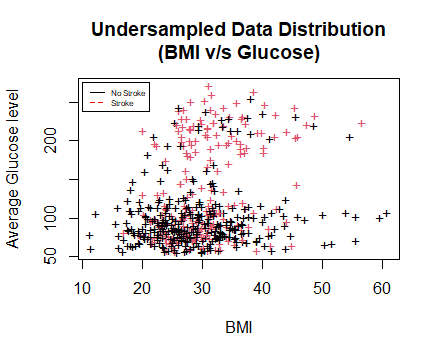 Undersampled Data Distribution
(BMI v/s Glucose)
No Stroke
Stroke
Average Glucose level
200
100
50
10 20 30 40 50 60
BMI